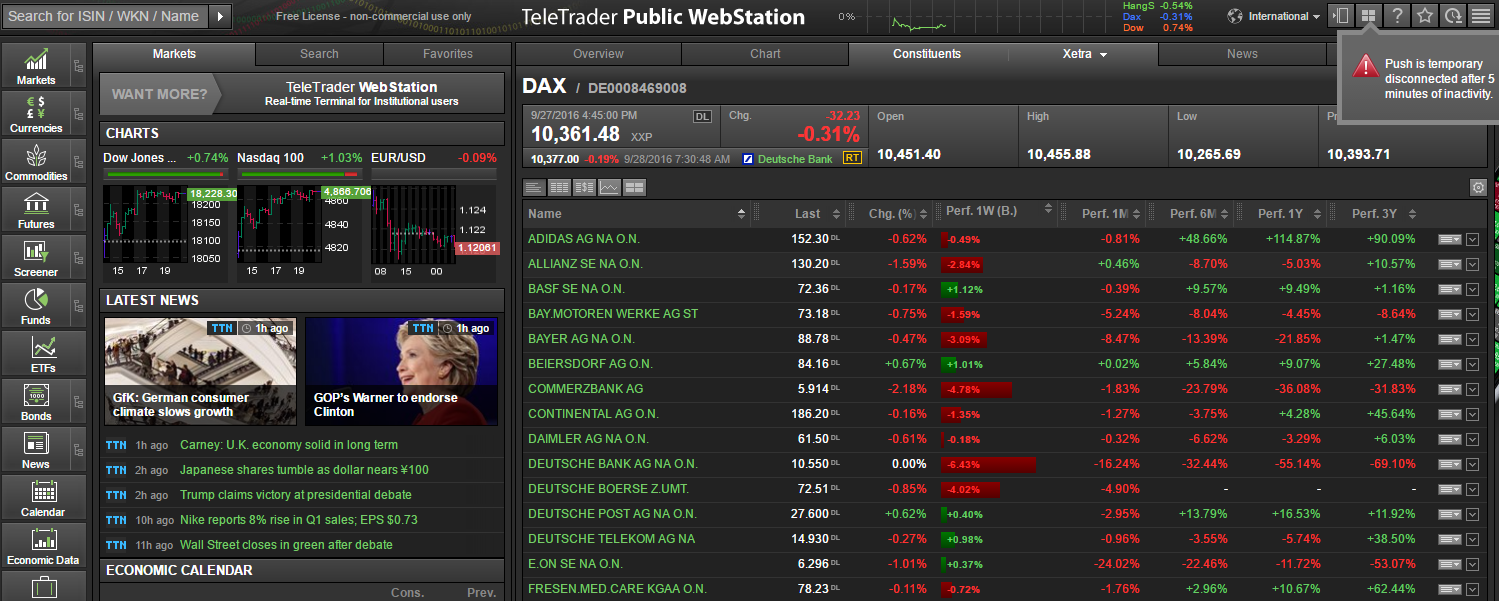 Search for ISIN / WKN / Name
Free License - non-commercial use only
TeleTrader Public WebStation
0%
HangS -0.54%
Dax -0.31%
Dow 0.74%
International
?
Push is temporary
disconnected after 5
minutes of inactivity.
Markets
Currencies
Commodities
Futures
Screener
Funds
ETFs
Bonds
News
Calendar
Economic Data
Markets Search Favorites
WANT MORE?
TeleTrader WebStation
Real-time Terminal for Institutional users
CHARTS
Dow Jones ... +0.74% Nasdaq 100 +1.03% EUR/USD -0.09%
18,228.30
18200
18150
18100
18050
15 17 19
4,866.706
4860
4840
4820
15 17 19
1.124
1.122
1.12061
08 15 00
LATEST NEWS
TTN 1h ago
GfK: German consumer
climate slows growth
TTN 1h ago
GOP's Warner to endorse
Clinton
TTN 1h ago Carney: U.K. economy solid in long term
TTN 2h ago Japanese shares tumble as dollar nears ¥100
TTN 2h ago Trump claims victory at presidential debate
TTN 10h ago Nike reports 8% rise in Q1 sales; EPS $0.73
TTN 11h ago Wall Street closes in green after debate
ECONOMIC CALENDAR
Cons. Prev.
Overview Chart Constituents Xetra News
DAX / DE0008469008
9/27/2016 4:45:00 PM DL
10,361.48 XXP
Chg. -32.23
-0.31%
10,377.00 -0.19% 9/28/2016 7:30:48 AM Deutsche Bank RT
Open
10,451.40
High
10,455.88
Low
10,265.69
10,393.71
Name Last Chg. (%) Perf. 1W (B.) Perf. 1M Perf. 6M Perf. 1Y Perf. 3Y
ADIDAS AG NA O.N. 152.30 DL -0.62% -0.49% -0.81% +48.66% +114.87% +90.09%
ALLIANZ SE NA O.N. 130.20 DL -1.59% -2.84% +0.46% -8.70% -5.03% +10.57%
BASF SE NA O.N. 72.36 DL -0.17% +1.12% -0.39% +9.57% +9.49% +1.16%
BAY.MOTOREN WERKE AG ST 73.18 DL -0.75% -1.59% -5.24% -8.04% -4.45% -8.64%
BAYER AG NA O.N. 88.78 DL -0.47% -3.09% -8.47% -13.39% -21.85% +1.47%
BEIERSDORF AG O.N. 84.16 DL +0.67% +1.01% +0.02% +5.84% +9.07% +27.48%
COMMERZBANK AG 5.914 DL -2.18% -4.78% -1.83% -23.79% -36.08% -31.83%
CONTINENTAL AG O.N. 186.20 DL -0.16% -1.35% -1.27% -3.75% +4.28% +45.64%
DAIMLER AG NA O.N. 61.50 DL -0.61% -0.18% -0.32% -6.62% -3.29% +6.03%
DEUTSCHE BANK AG NA O.N. 10.550 DL 0.00% -6.43% -16.24% -32.44% -55.14% -69.10%
DEUTSCHE BOERSE Z.UMT. 72.51 DL -0.85% -4.02% -4.90% - - -
DEUTSCHE POST AG NA O.N. 27.600 DL +0.62% +0.40% -2.95% +13.79% +16.53% +11.92%
DEUTSCHE TELEKOM AG NA 14.930 DL -0.27% +0.98% -0.96% -3.55% -5.74% +38.50%
E.ON SE NA O.N. 6.296 DL -1.01% +0.37% -24.02% -22.46% -11.72% -53.07%
FRESEN.MED.CARE KGAA O.N. 78.23 DL -0.11% -0.72% -1.76% +2.96% +10.67% +62.44%